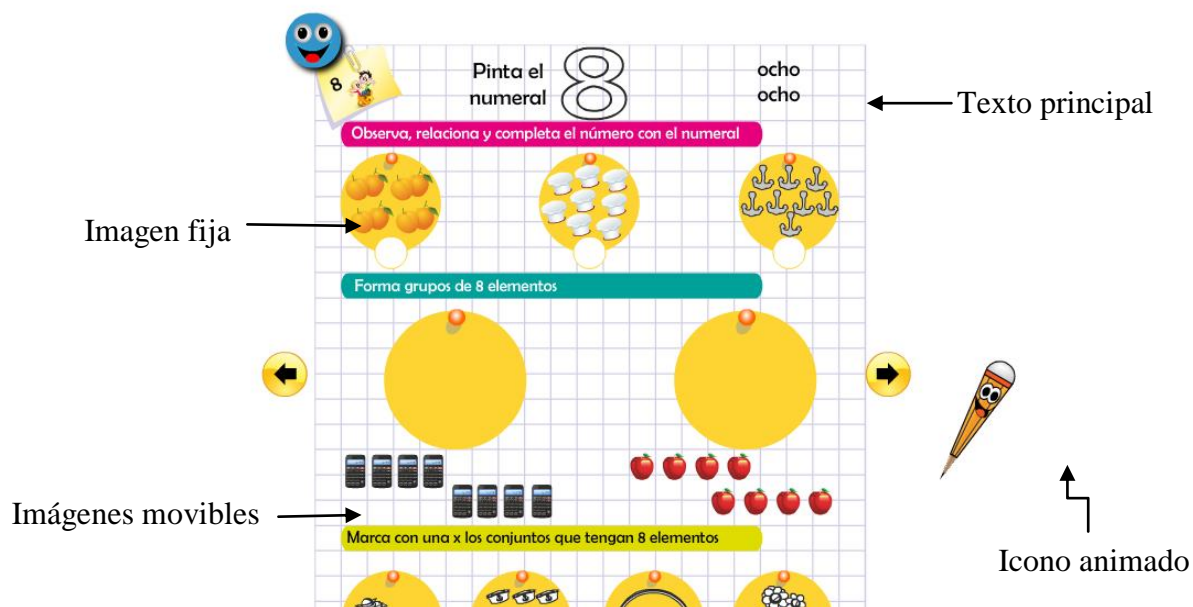 8
Pinta el
numeral
8
ocho
ocho
Texto principal
Observa, relaciona y completa el número con el numeral
Imagen fija
Forma grupos de 8 elementos
Imágenes movibles
Marca con una x los conjuntos que tengan 8 elementos
Icono animado